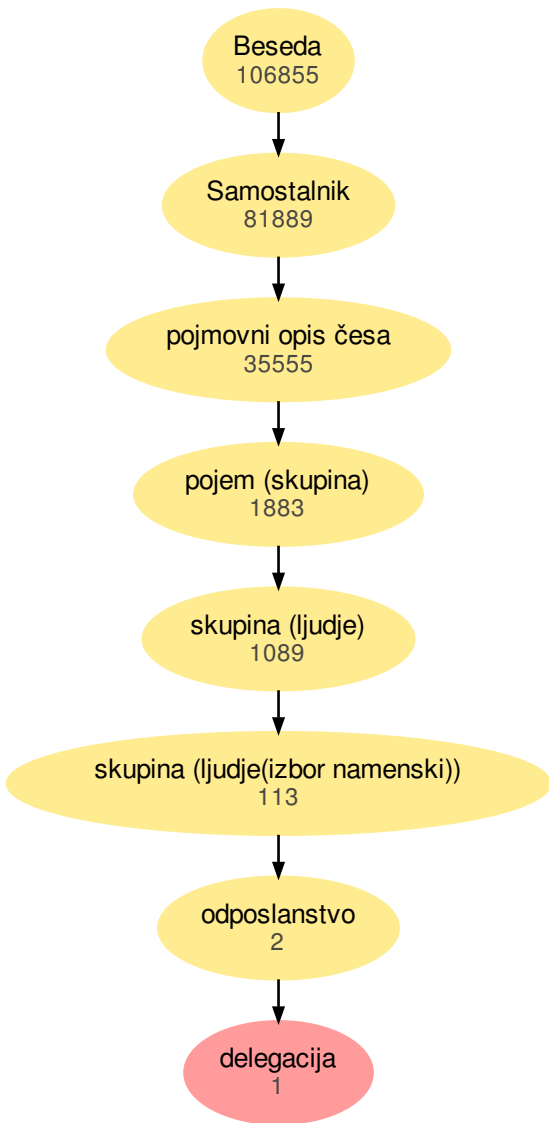 Beseda
106855
Samostalnik
81889
pojmovni opis česa
35555
pojem (skupina)
1883
skupina (ljudje)
1089
skupina (ljudje(izbor namenski))
113
odposlanstvo
2
delegacija
1